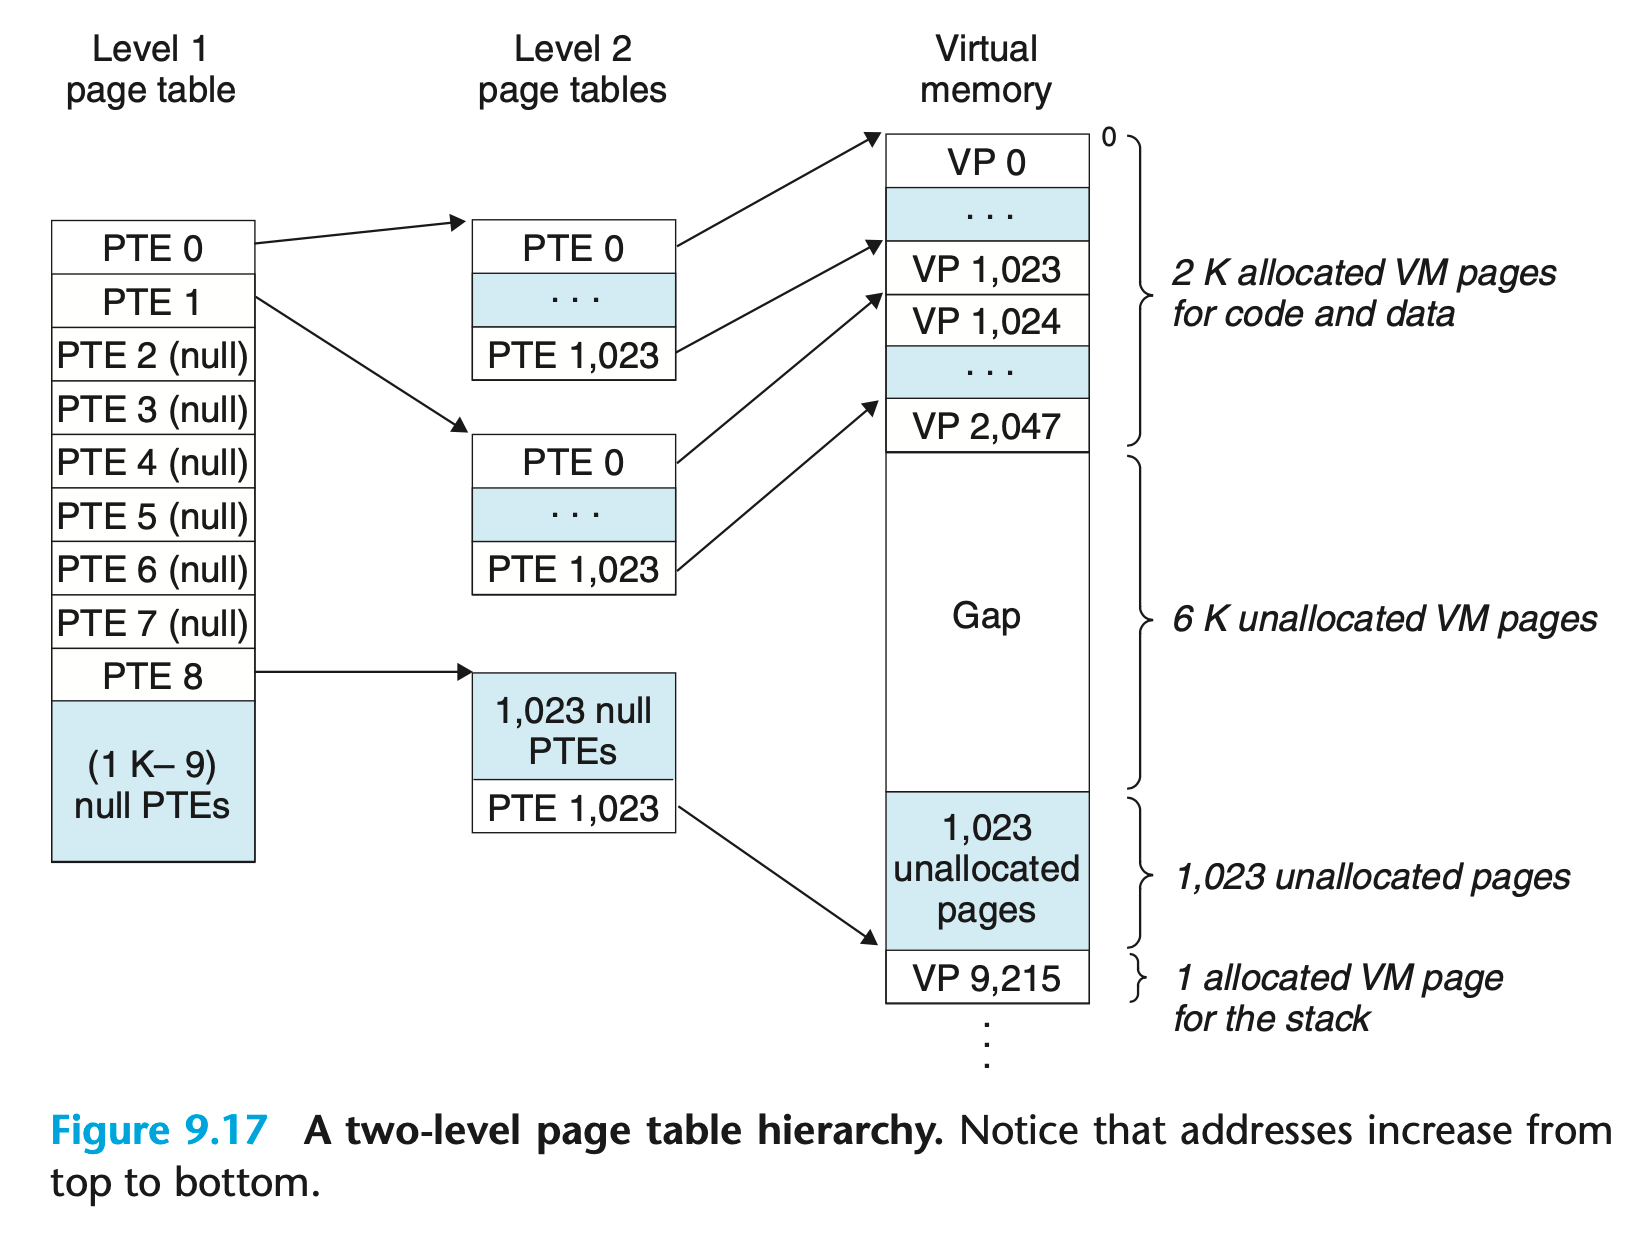 Level 1
page table
Level 2
page tables
Virtual
memory
PTE 0
PTE 1
PTE 2 (null)
PTE 3 (null)
PTE 4 (null)
PTE 5 (null)
PTE 6 (null)
PTE 7 (null)
PTE 8
(1 K– 9)
null PTEs
PTE 0
. . .
PTE 1,023
PTE 0
. . .
PTE 1,023
1,023 null
PTEs
PTE 1,023
0
VP 0
. . .
VP 1,023
VP 1,024
. . .
VP 2,047
Gap
1,023
unallocated
pages
VP 9,215
.
.
.
2 K allocated VM pages
for code and data
6 K unallocated VM pages
1,023 unallocated pages
1 allocated VM page
for the stack
Figure 9.17 A two-level page table hierarchy. Notice that addresses increase from
top to bottom.